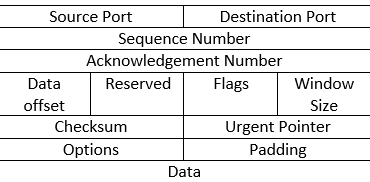 Source Port Destination Port
Sequence Number
Acknowledgement Number
Data offset Reserved Flags Window Size
Checksum Urgent Pointer
Options Padding
Data